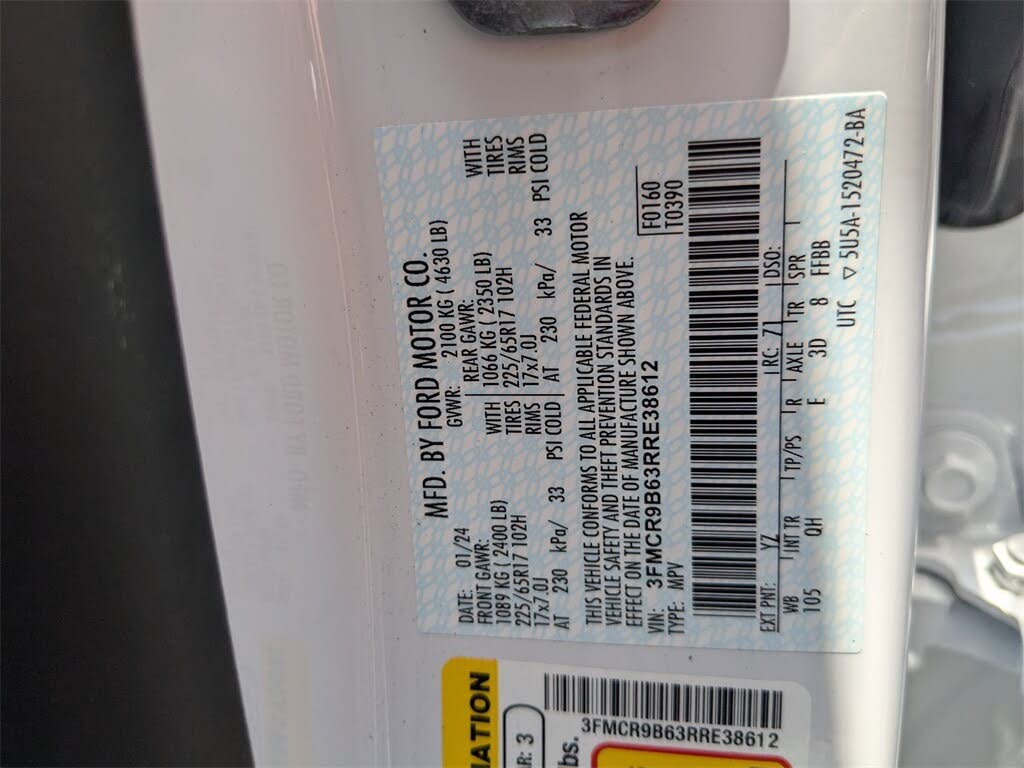 MFD. BY FORD MOTOR CO.
DATE: 01/24 GVWR: 2100 KG ( 4630 LB)
FRONT GAWR: REAR GAWR:
1089 KG ( 2400 LB) WITH 1066 KG ( 2350 LB) WITH
225/65R17 102H TIRES 225/65R17 102H TIRES
17x7.0J RIMS 17x7.0J RIMS
AT 230 kPa/ 33 PSI COLD AT 230 kPa/ 33 PSI COLD
THIS VEHICLE CONFORMS TO ALL APPLICABLE FEDERAL MOTOR
VEHICLE SAFETY AND THEFT PREVENTION STANDARDS IN
EFFECT ON THE DATE OF MANUFACTURE SHOWN ABOVE.
VIN: 3FMCR9B63RRE38612 F0160
TYPE: MPV T0390
EXT PNT: YZ RC: 71 DSO:
WB INT TR TP/PS R AXLE TR SPR
105 QH E 3D 8 FFBB
UTC ▽ 5U5A-1520472-BA
3FMCR9B63RRE38612